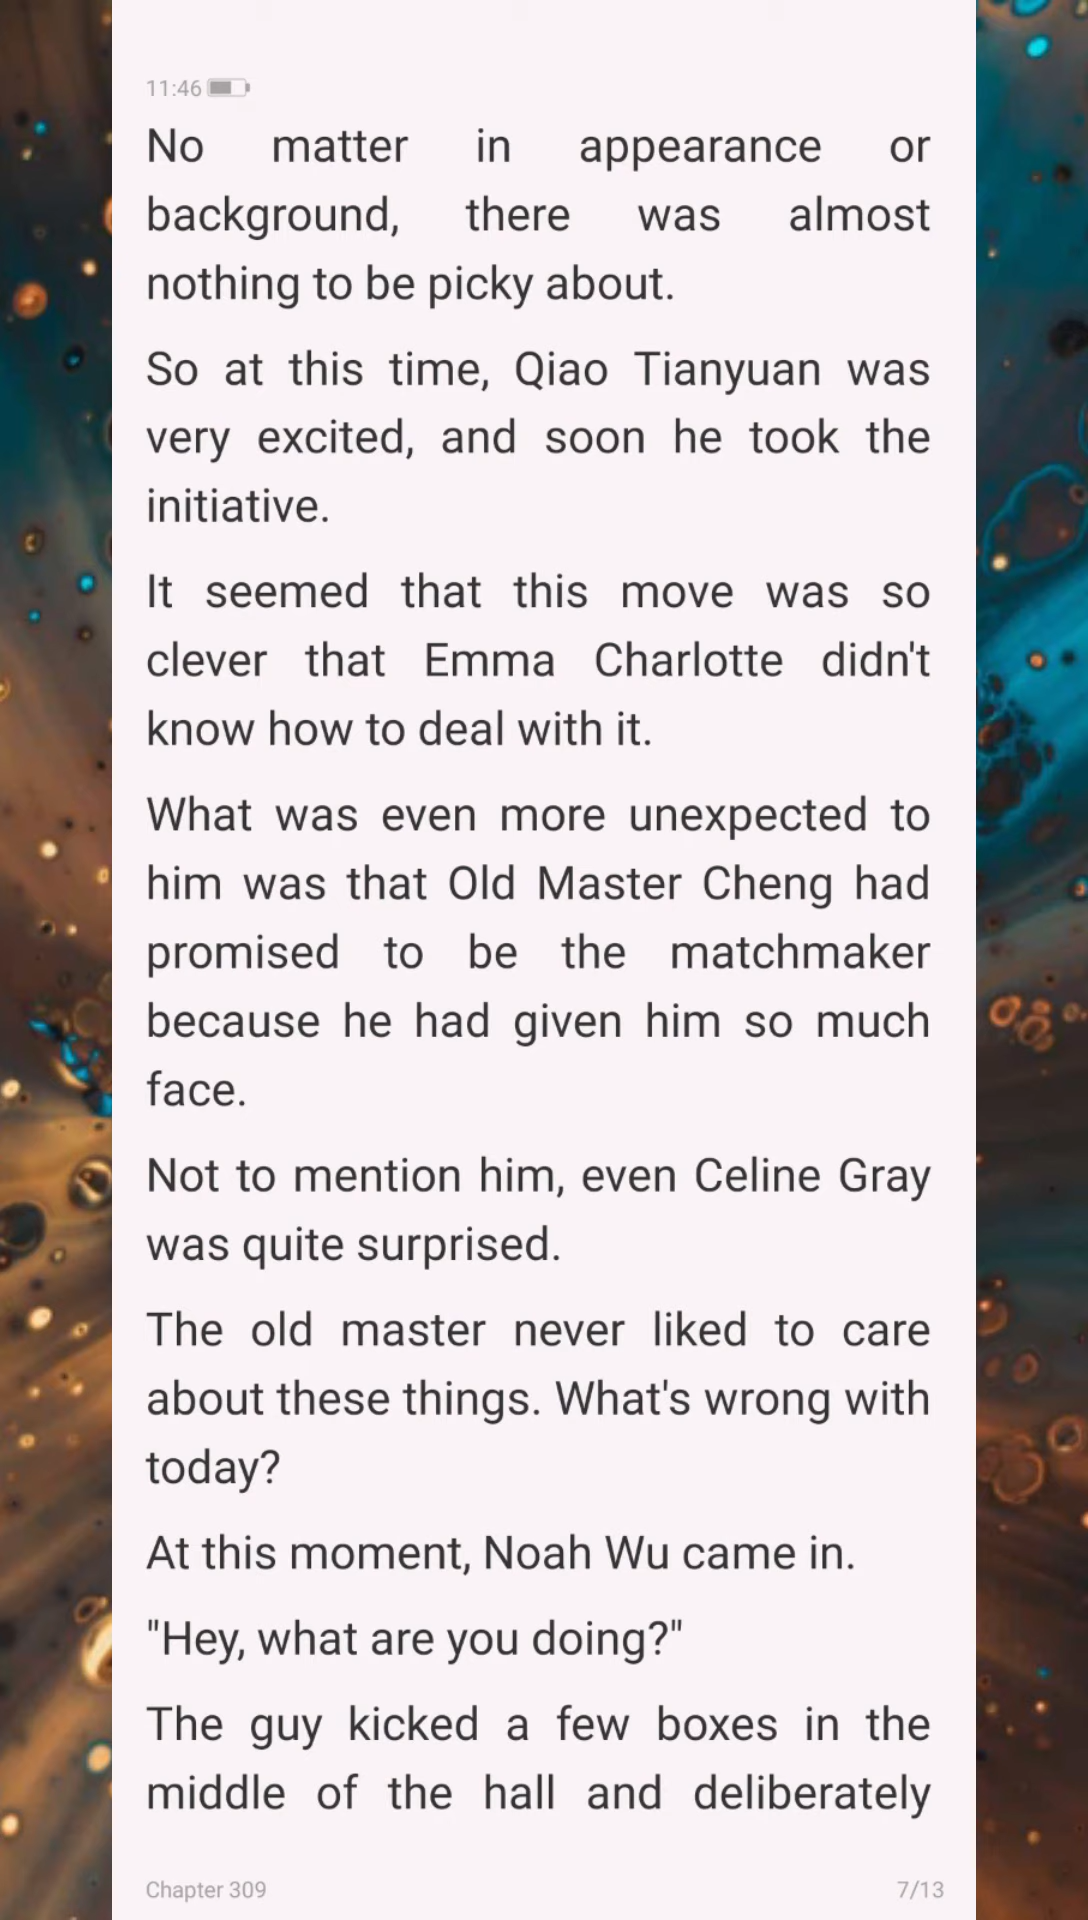 11:46
No matter in appearance or
background, there was almost
nothing to be picky about.
So at this time, Qiao Tianyuan was
very excited, and soon he took the
initiative.
It seemed that this move was so
clever that Emma Charlotte didn't
know how to deal with it.
What was even more unexpected to
him was that Old Master Cheng had
promised to be the matchmaker
because he had given him so much
face.
Not to mention him, even Celine Gray
was quite surprised.
The old master never liked to care
about these things. What's wrong with
today?
At this moment, Noah Wu came in.
"Hey, what are you doing?"
The guy kicked a few boxes in the
middle of the hall and deliberately
Chapter 309 7/13